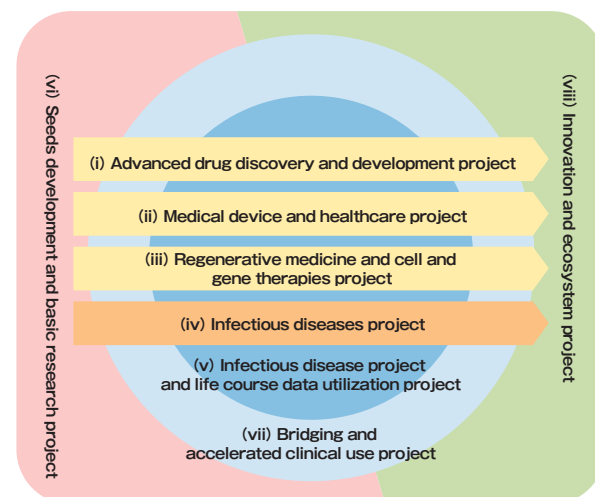 (vi) Seeds development and basic research project
(i) Advanced drug discovery and development project
(ii) Medical device and healthcare project
(iii) Regenerative medicine and cell and
gene therapies project
(iv) Infectious diseases project
(v) Infectious disease project
and life course data utilization project
(vii) Bridging and
accelerated clinical use project
(viii) Innovation and ecosystem project